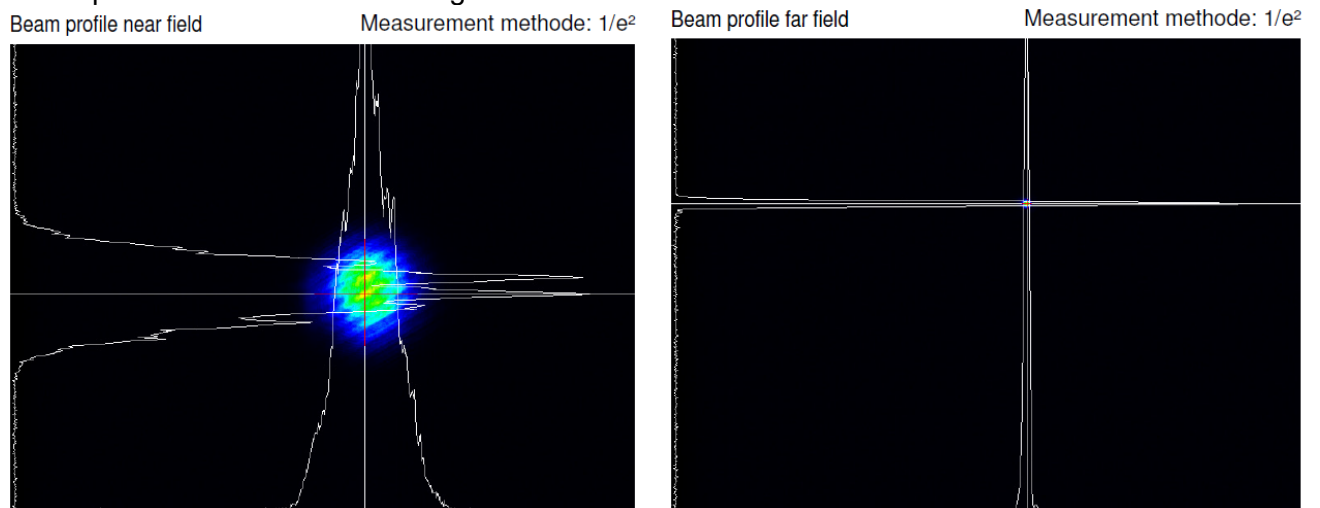 Beam profile near field
Measurement methode: 1/e²
Beam profile far field
Measurement methode: 1/e²